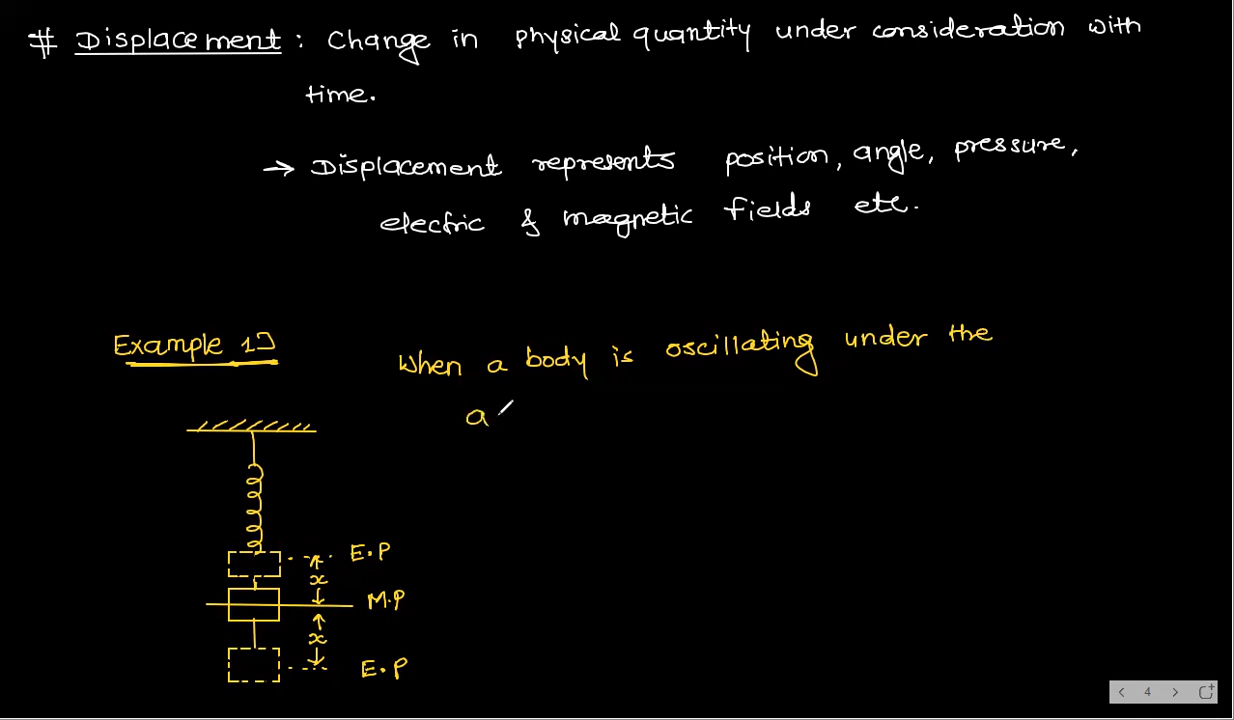 # Displacement : Change in physical quantity under consideration with
time.
→ Displacement represents position, angle, pressure,
electric & magnetic fields etc.
Example 1⊐
When a body is oscillating under the
a
E.P
x
M.P
x
E.P
4